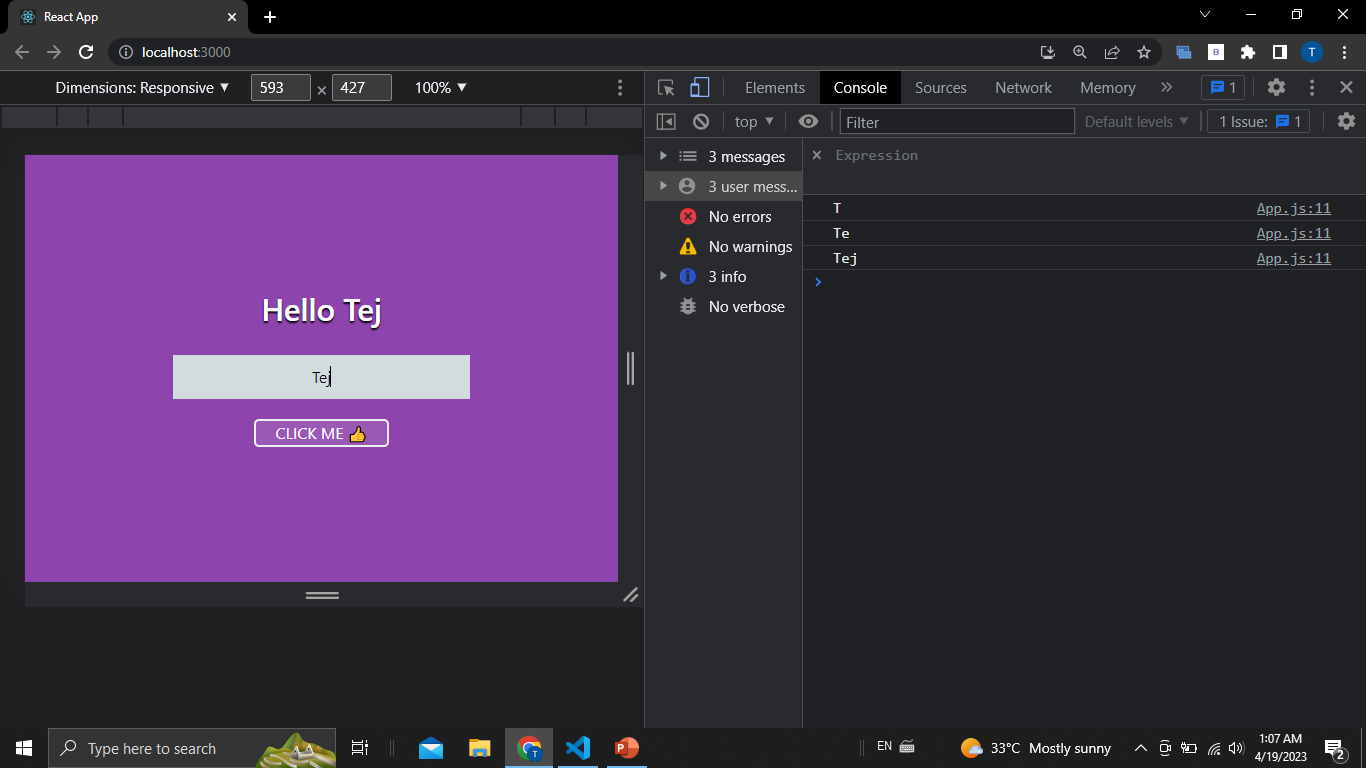 React App
localhost:3000
T
Dimensions: Responsive 593 × 427 100%
Elements Console Sources Network Memory 1
top Filter Default levels 1 Issue: 1
3 messages
3 user mess...
No errors
No warnings
3 info
No verbose
Expression
T App.js:11
Te App.js:11
Tej App.js:11
Hello Tej
Tej
CLICK ME 👍
Type here to search
EN
33°C Mostly sunny
1:07 AM
4/19/2023
2